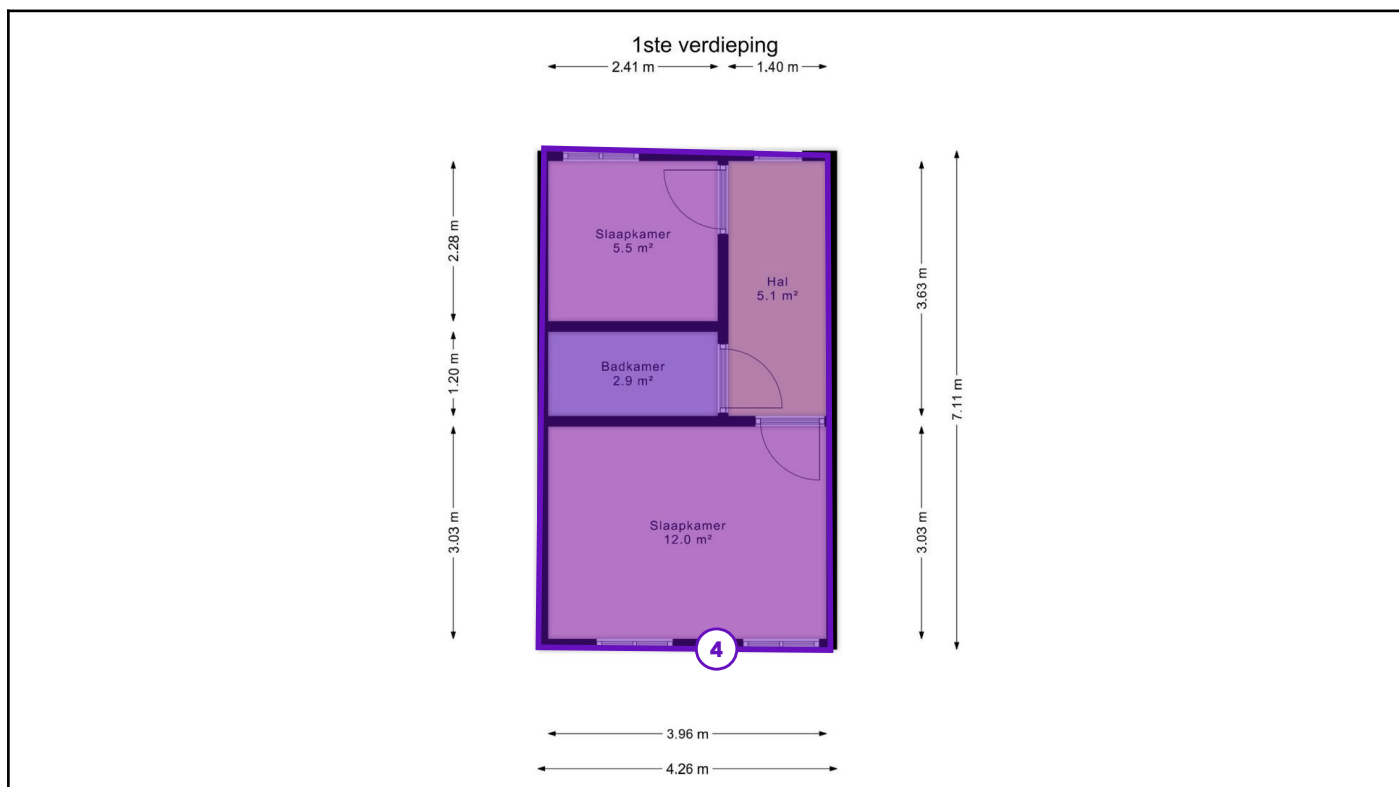 1ste verdieping
2.41 m
1.40 m
Slaapkamer
5.5 m²
Hal
5.1 m²
Badkamer
2.9 m²
Slaapkamer
12.0 m²
2.28 m
1.20 m
3.03 m
3.63 m
3.03 m
7.11 m
4
3.96 m
4.26 m